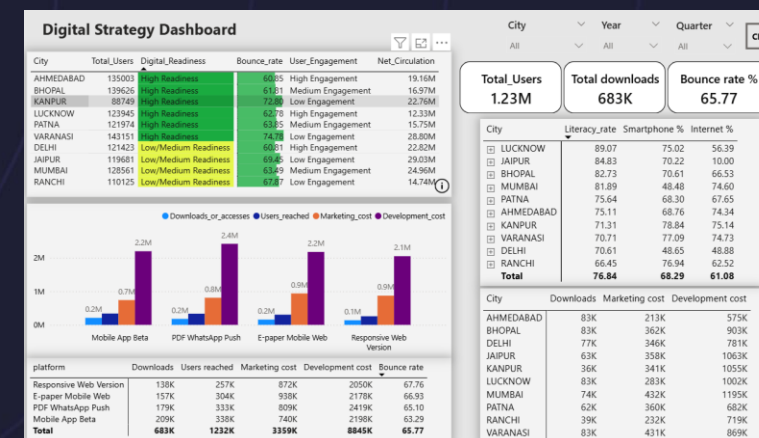 Digital Strategy Dashboard
City Year Quarter
All All All
Total_Users Total downloads Bounce rate %
1.23M 683K 65.77
City Total_Users Digital_Readiness Bounce_rate User_Engagement Net_Circulation
AHMEDABAD 135003 High Readiness 60.85 High Engagement 19.16M
BHOPAL 139626 High Readiness 61.81 Medium Engagement 16.97M
KANPUR 88749 High Readiness 72.80 Low Engagement 22.76M
LUCKNOW 123945 High Readiness 62.78 High Engagement 12.33M
PATNA 121974 High Readiness 63.85 Medium Engagement 15.75M
VARANASI 143151 High Readiness 74.78 Low Engagement 28.80M
DELHI 121423 Low/Medium Readiness 60.81 High Engagement 22.82M
JAIPUR 119681 Low/Medium Readiness 69.45 Low Engagement 29.03M
MUMBAI 128561 Low/Medium Readiness 63.49 Medium Engagement 24.96M
RANCHI 110125 Low/Medium Readiness 67.87 Low Engagement 14.74M
City Literacy_rate Smartphone % Internet %
LUCKNOW 89.07 75.02 56.39
JAIPUR 84.83 70.22 10.00
BHOPAL 82.73 70.61 66.53
MUMBAI 81.89 48.48 74.60
PATNA 75.64 68.30 67.65
AHMEDABAD 75.11 68.76 74.34
KANPUR 71.31 78.84 75.14
VARANASI 70.71 77.09 74.73
DELHI 70.61 48.65 48.88
RANCHI 66.45 76.94 62.52
Total 76.84 68.29 61.08
Downloads_or_accesses Users_reached Marketing_cost Development_cost
2M
1M
0M
0.2M 0.7M 2.2M
0.2M 0.8M 2.4M
0.2M 0.9M 2.2M
0.1M 0.9M 2.1M
Mobile App Beta PDF WhatsApp Push E-paper Mobile Web Responsive Web
Version
platform Downloads Users reached Marketing cost Development cost Bounce rate
Responsive Web Version 138K 257K 872K 2050K 67.76
E-paper Mobile Web 157K 304K 938K 2178K 66.93
PDF WhatsApp Push 179K 333K 809K 2419K 65.10
Mobile App Beta 209K 338K 740K 2198K 63.29
Total 683K 1232K 3359K 8845K 65.77
City Downloads Marketing cost Development cost
AHMEDABAD 83K 213K 575K
BHOPAL 83K 362K 903K
DELHI 77K 346K 781K
JAIPUR 63K 358K 1063K
KANPUR 36K 341K 1055K
LUCKNOW 83K 283K 1002K
MUMBAI 74K 432K 1195K
PATNA 62K 360K 682K
RANCHI 39K 232K 719K
VARANASI 83K 431K 869K